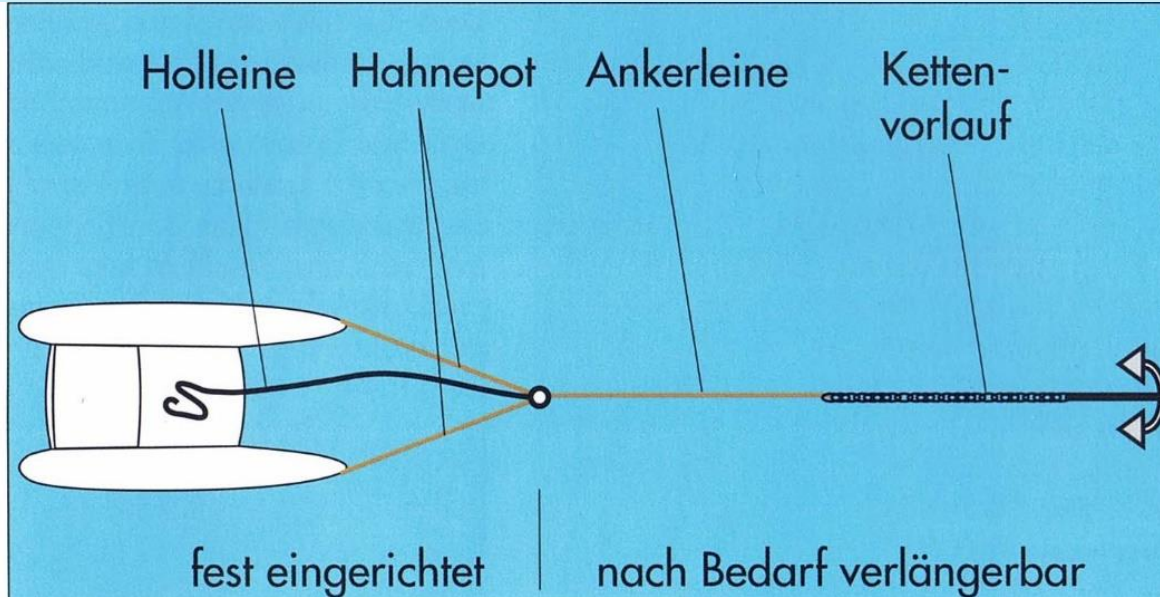 Holleine Hahnepot Ankerleine Ketten-
vorlauf
fest eingerichtet nach Bedarf verlängerbar